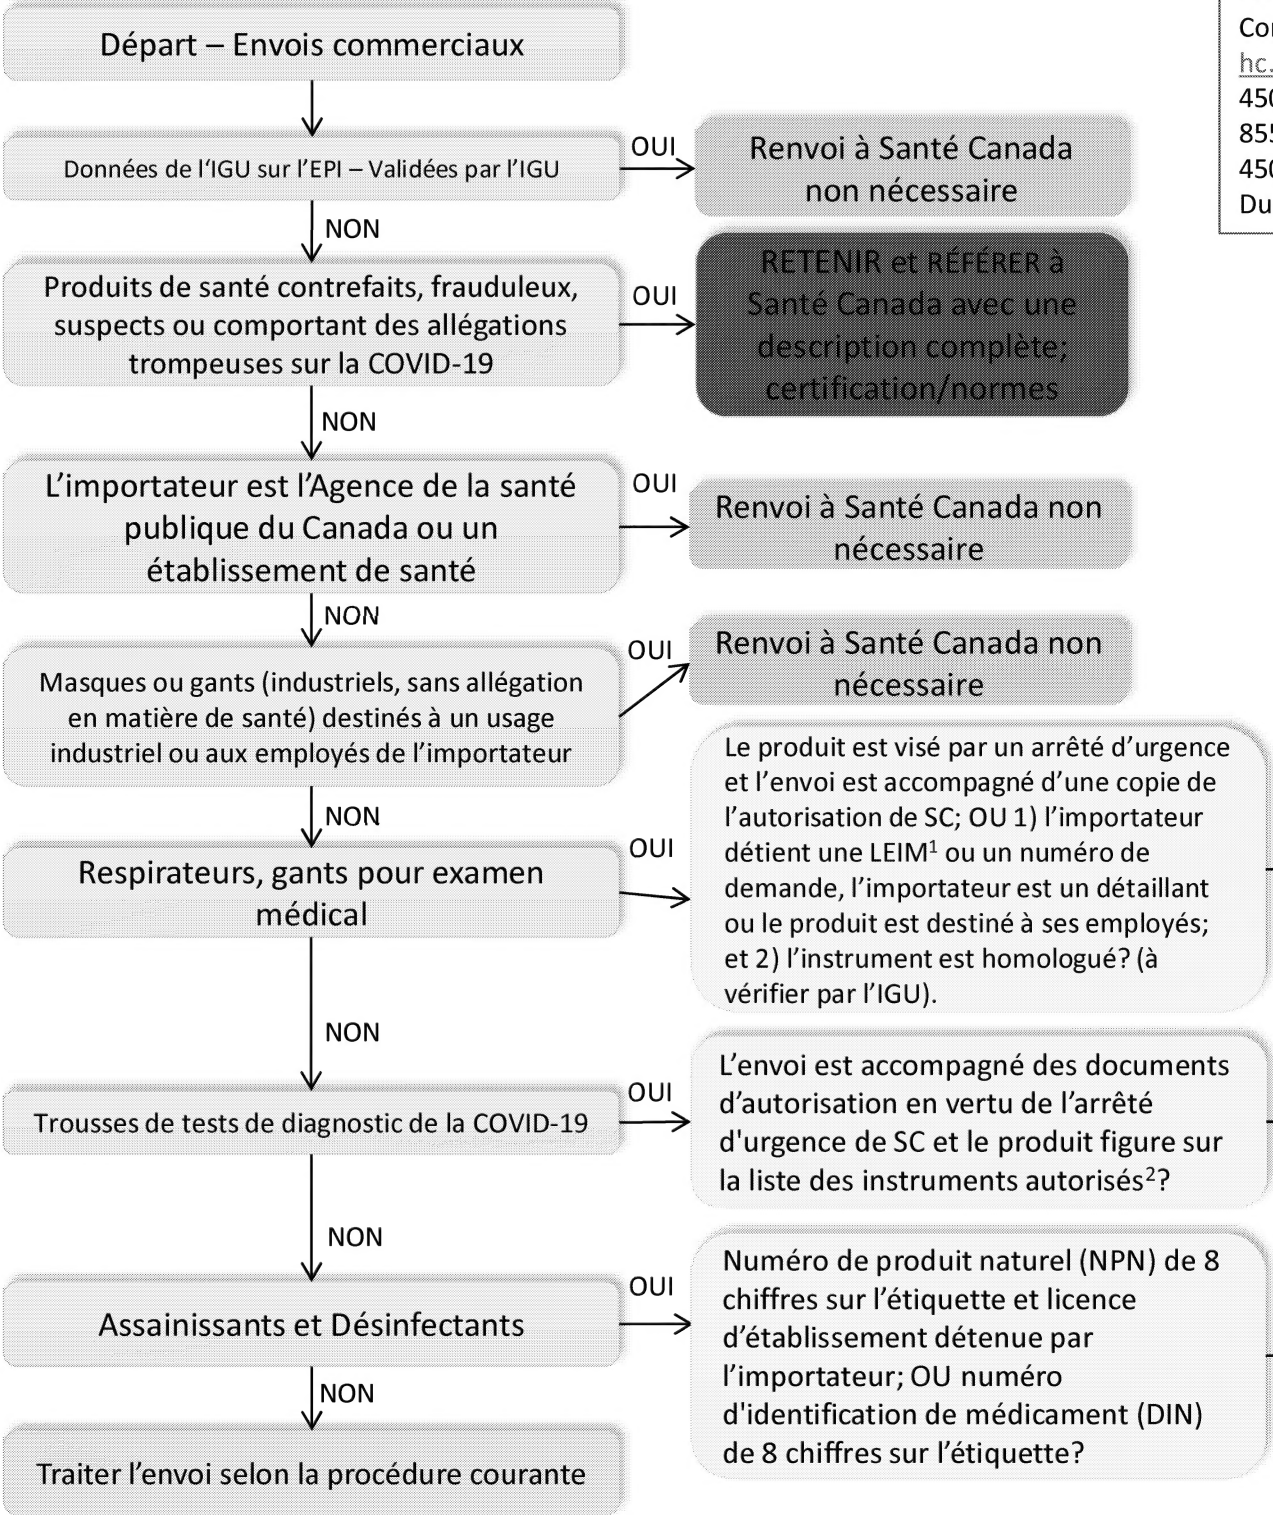 Départ – Envois commerciaux
Données de l'IGU sur l'EPI – Validées par l'IGU
OUI
Renvoi à Santé Canada
non nécessaire
NON
Produits de santé contrefaits, frauduleux,
suspects ou comportant des allégations
trompeuses sur la COVID-19
OUI
RETENIR et RÉFÉRER à
Santé Canada avec une
description complète;
certification/normes
NON
L'importateur est l'Agence de la santé
publique du Canada ou un
établissement de santé
OUI
Renvoi à Santé Canada non
nécessaire
NON
Masques ou gants (industriels, sans allégation
en matière de santé) destinés à un usage
industriel ou aux employés de l'importateur
OUI
Renvoi à Santé Canada non
nécessaire
NON
Respirateurs, gants pour examen
médical
OUI
Le produit est visé par un arrêté d'urgence
et l'envoi est accompagné d'une copie de
l'autorisation de SC; OU 1) l'importateur
détient une LEIM¹ ou un numéro de
demande, l'importateur est un détaillant
ou le produit est destiné à ses employés;
et 2) l'instrument est homologué? (à
vérifier par l'IGU).
NON
Trousses de tests de diagnostic de la COVID-19
OUI
L'envoi est accompagné des documents
d'autorisation en vertu de l'arrêté
d'urgence de SC et le produit figure sur
la liste des instruments autorisés²?
NON
Assainissants et Désinfectants
OUI
Numéro de produit naturel (NPN) de 8
chiffres sur l'étiquette et licence
d'établissement détenue par
l'importateur; OU numéro
d'identification de médicament (DIN)
de 8 chiffres sur l'étiquette?
NON
Traiter l'envoi selon la procédure courante
hc.
450
855
450
Du